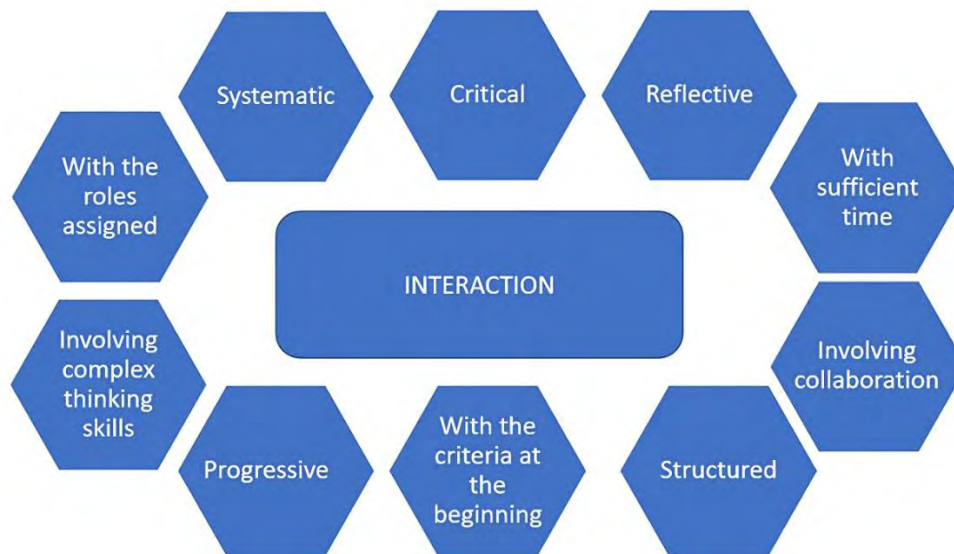 Systematic
Critical
Reflective
With the
roles
assigned
With
sufficient
time
INTERACTION
Involving
complex
thinking
skills
Involving
collaboration
Progressive
With the
criteria at
the
beginning
Structured